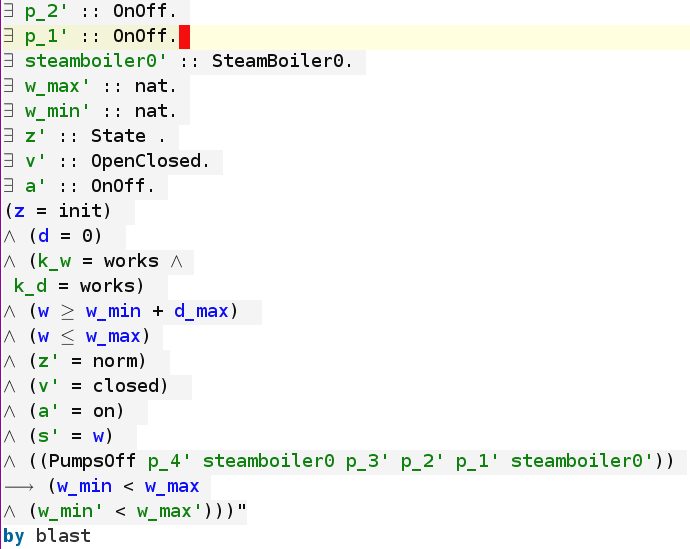 ∃ p_2' :: OnOff.
∃ p_1' :: OnOff.
∃ steamboiler0' :: SteamBoiler0.
∃ w_max' :: nat.
∃ w_min' :: nat.
∃ z' :: State .
∃ v' :: OpenClosed.
∃ a' :: OnOff.
(z = init)
∧ (d = 0)
∧ (k_w = works ∧
k_d = works)
∧ (w ≥ w_min + d_max)
∧ (w ≤ w_max)
∧ (z' = norm)
∧ (v' = closed)
∧ (a' = on)
∧ (s' = w)
∧ ((PumpsOff p_4' steamboiler0 p_3' p_2' p_1' steamboiler0'))
⟶ (w_min < w_max
∧ (w_min' < w_max')))"
by blast